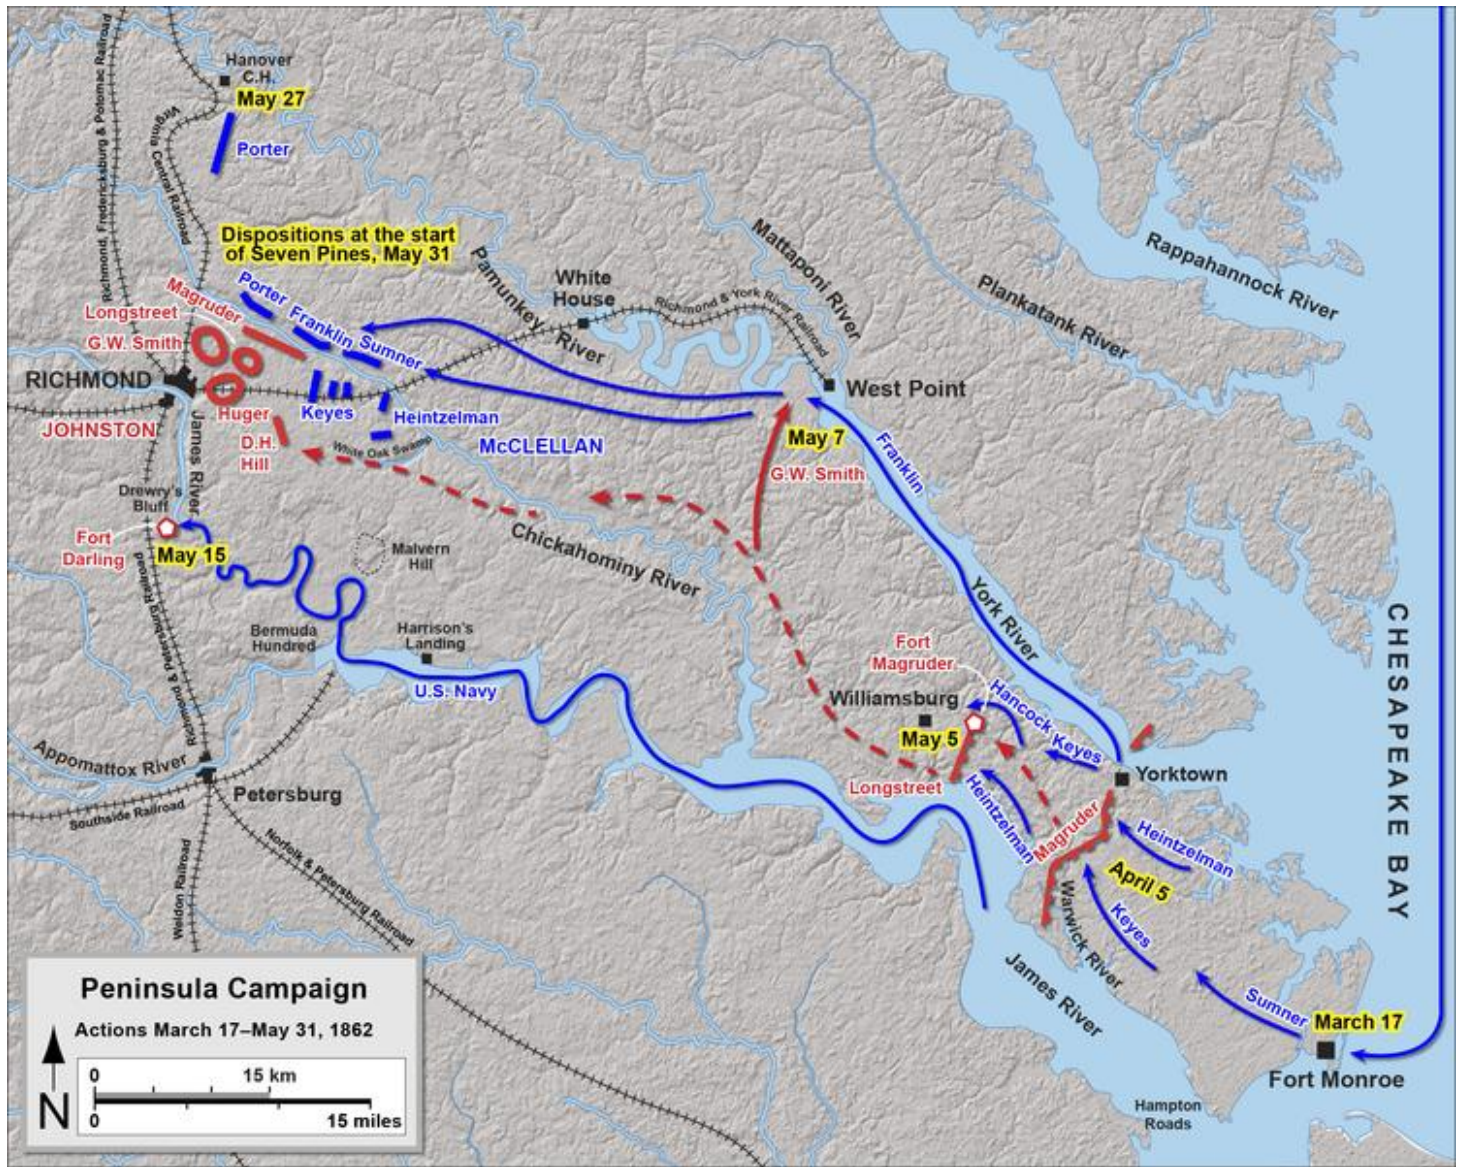 Hanover
C.H.
May 27
Porter
Richmond, Fredericksburg & Potomac Railroad
Virginia Central Railroad
Dispositions at the start
of Seven Pines, May 31
Porter
Franklin
Sumner
Magruder
Longstreet
G.W. Smith
RICHMOND
JOHNSTON
Huger
D.H.
Hill
Keyes
Heintzelman
White Oak Swamp
McCLELLAN
Pamunkey
River
White
House
Richmond & York River Railroad
Mattaponi River
Plankatank River
Rappahannock River
West Point
May 7
G.W. Smith
Franklin
James River
Drewry's
Bluff
Fort
Darling
May 15
Malvern
Hill
Chickahominy River
York River
Bermuda
Hundred
Harrison's
Landing
U.S. Navy
Richmond & Petersburg Railroad
Fort
Magruder
Williamsburg
May 5
Hancock
Keyes
Yorktown
Longstreet
Heintzelman
Magruder
Heintzelman
April 5
Keyes
Warwick River
CHESAPEAKE BAY
Appomattox River
Petersburg
Southside Railroad
Weldon Railroad
Norfolk & Petersburg Railroad
James River
Sumner
March 17
Fort Monroe
Hampton
Roads
Peninsula Campaign
Actions March 17–May 31, 1862
N
0 15 km
0 15 miles